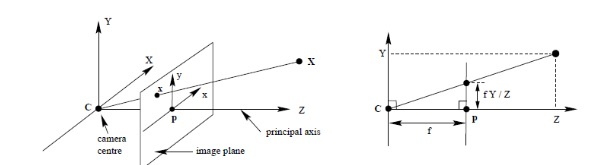 Y
X
X
x
y
x
C
p
Z
camera
centre
image plane
principal axis
Y
f Y / Z
C
p
Z
f